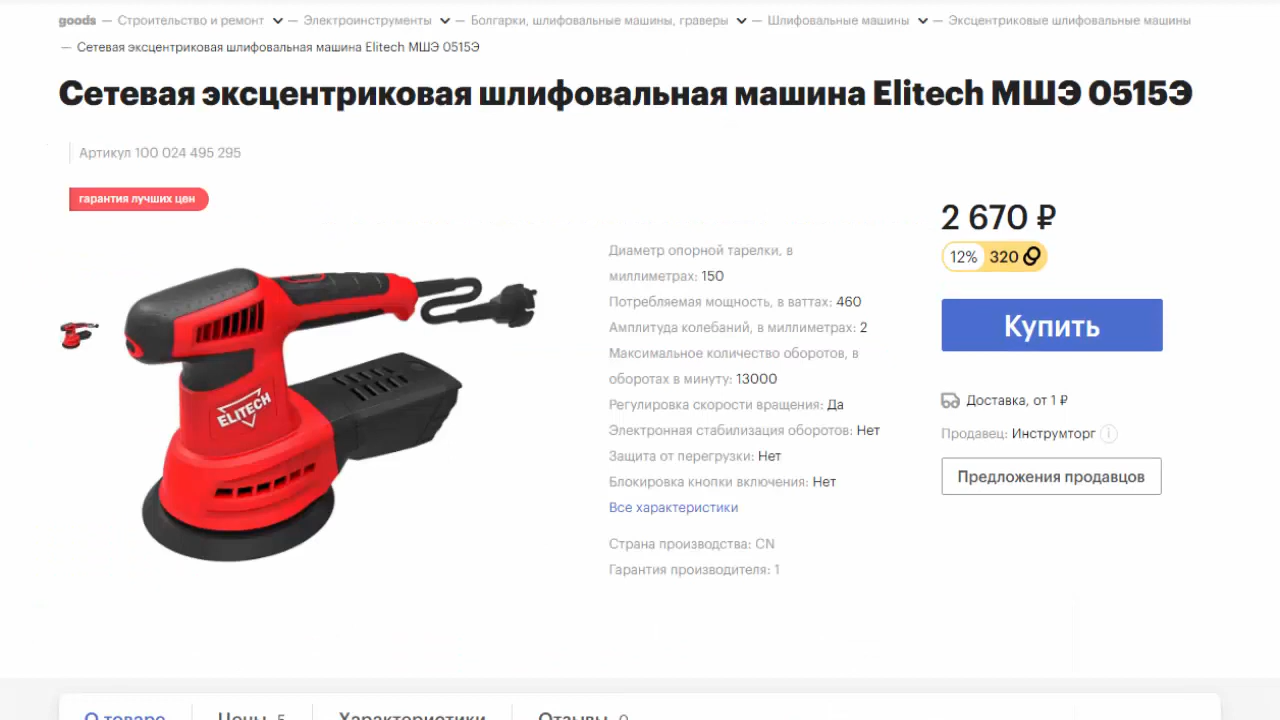 goods — Строительство и ремонт — Электроинструменты — Болгарки, шлифовальные машины, граверы — Шлифовальные машины — Эксцентриковые шлифовальные машины
— Сетевая эксцентриковая шлифовальная машина Elitech МШЭ 0515Э
Сетевая эксцентриковая шлифовальная машина Elitech МШЭ 0515Э
Артикул 100 024 495 295
гарантия лучших цен
ELITECH
Диаметр опорной тарелки, в
миллиметрах: 150
Потребляемая мощность, в ваттах: 460
Амплитуда колебаний, в миллиметрах: 2
Максимальное количество оборотов, в
оборотах в минуту: 13000
Регулировка скорости вращения: Да
Электронная стабилизация оборотов: Нет
Защита от перегрузки: Нет
Блокировка кнопки включения: Нет
Все характеристики
Страна производства: CN
Гарантия производителя: 1
2 670 ₽
12% 320
Купить
Доставка, от 1 ₽
Продавец: Инструмторг i
Предложения продавцов
О товаре Цены 5 Характеристики Отзывы 0